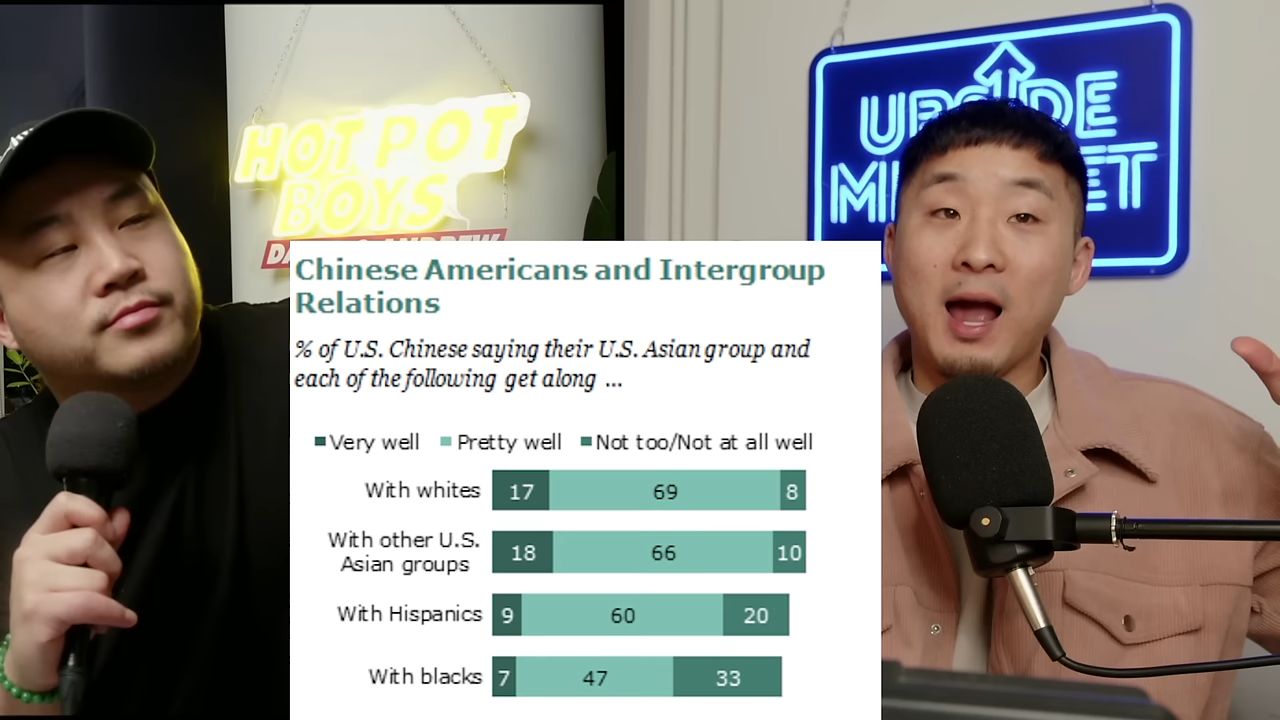 HOT POT
BOYS
UPSIDE
Chinese Americans and Intergroup
Relations
% of U.S. Chinese saying their U.S. Asian group and
each of the following get along ...
Very well Pretty well Not too/Not at all well
With whites 17 69 8
With other U.S.
Asian groups 18 66 10
With Hispanics 9 60 20
With blacks 7 47 33